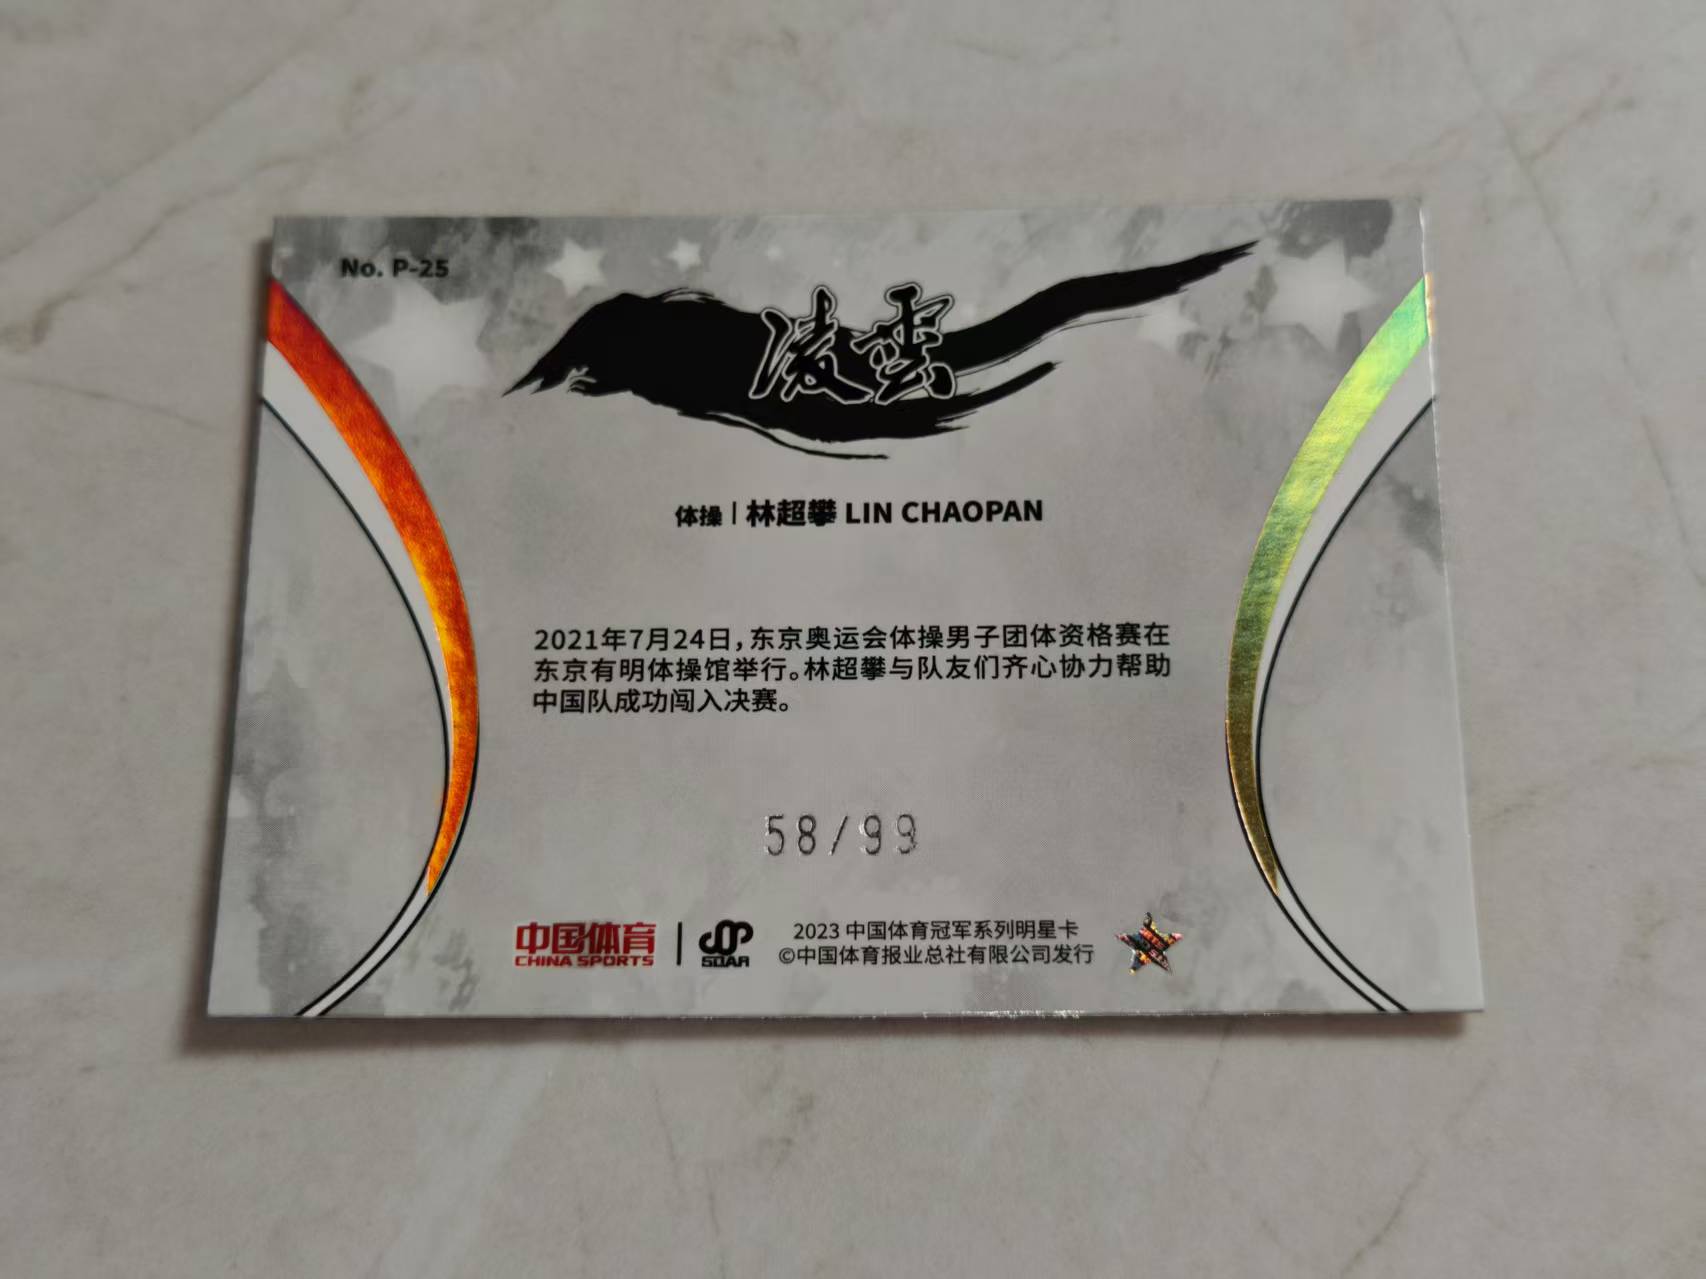 No. P-25
凌雲
体操 | 林超攀 LIN CHAOPAN
2021年7月24日，东京奥运会体操男子团体资格赛在
东京有明体操馆举行。林超攀与队友们齐心协力帮助
中国队成功闯入决赛。
58/99
中国体育
CHINA SPORTS
SOAR
2023 中国体育冠军系列明星卡
©中国体育报业总社有限公司发行